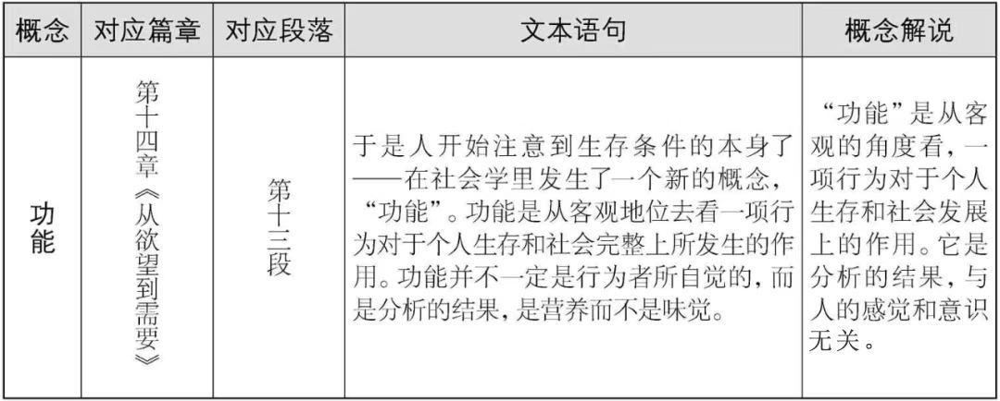 概念 对应篇章 对应段落 文本语句 概念解说
功能
第十四章《从欲望到需要》
第十三段
于是人开始注意到生存条件的本身了
——在社会学里发生了一个新的概念，
“功能”。功能是从客观地位去看一项行
为对于个人生存和社会完整上所发生的作
用。功能并不一定是行为者所自觉的，而
是分析的结果，是营养而不是味觉。
“功能”是从客
观的角度看，一
项行为对于个人
生存和社会发展
上的作用。它是
分析的结果，与
人的感觉和意识
无关。